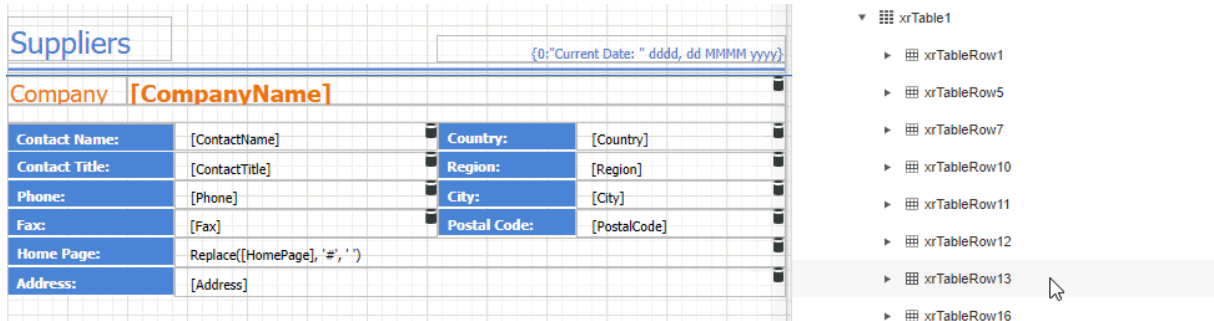 Suppliers
{0:"Current Date: " dddd, dd MMMM yyyy}
Company [CompanyName]
Contact Name: [ContactName] Country: [Country]
Contact Title: [ContactTitle] Region: [Region]
Phone: [Phone] City: [City]
Fax: [Fax] Postal Code: [PostalCode]
Home Page: Replace([HomePage], '#', ' ')
Address: [Address]
xrTable1
xrTableRow1
xrTableRow5
xrTableRow7
xrTableRow10
xrTableRow11
xrTableRow12
xrTableRow13
xrTableRow16